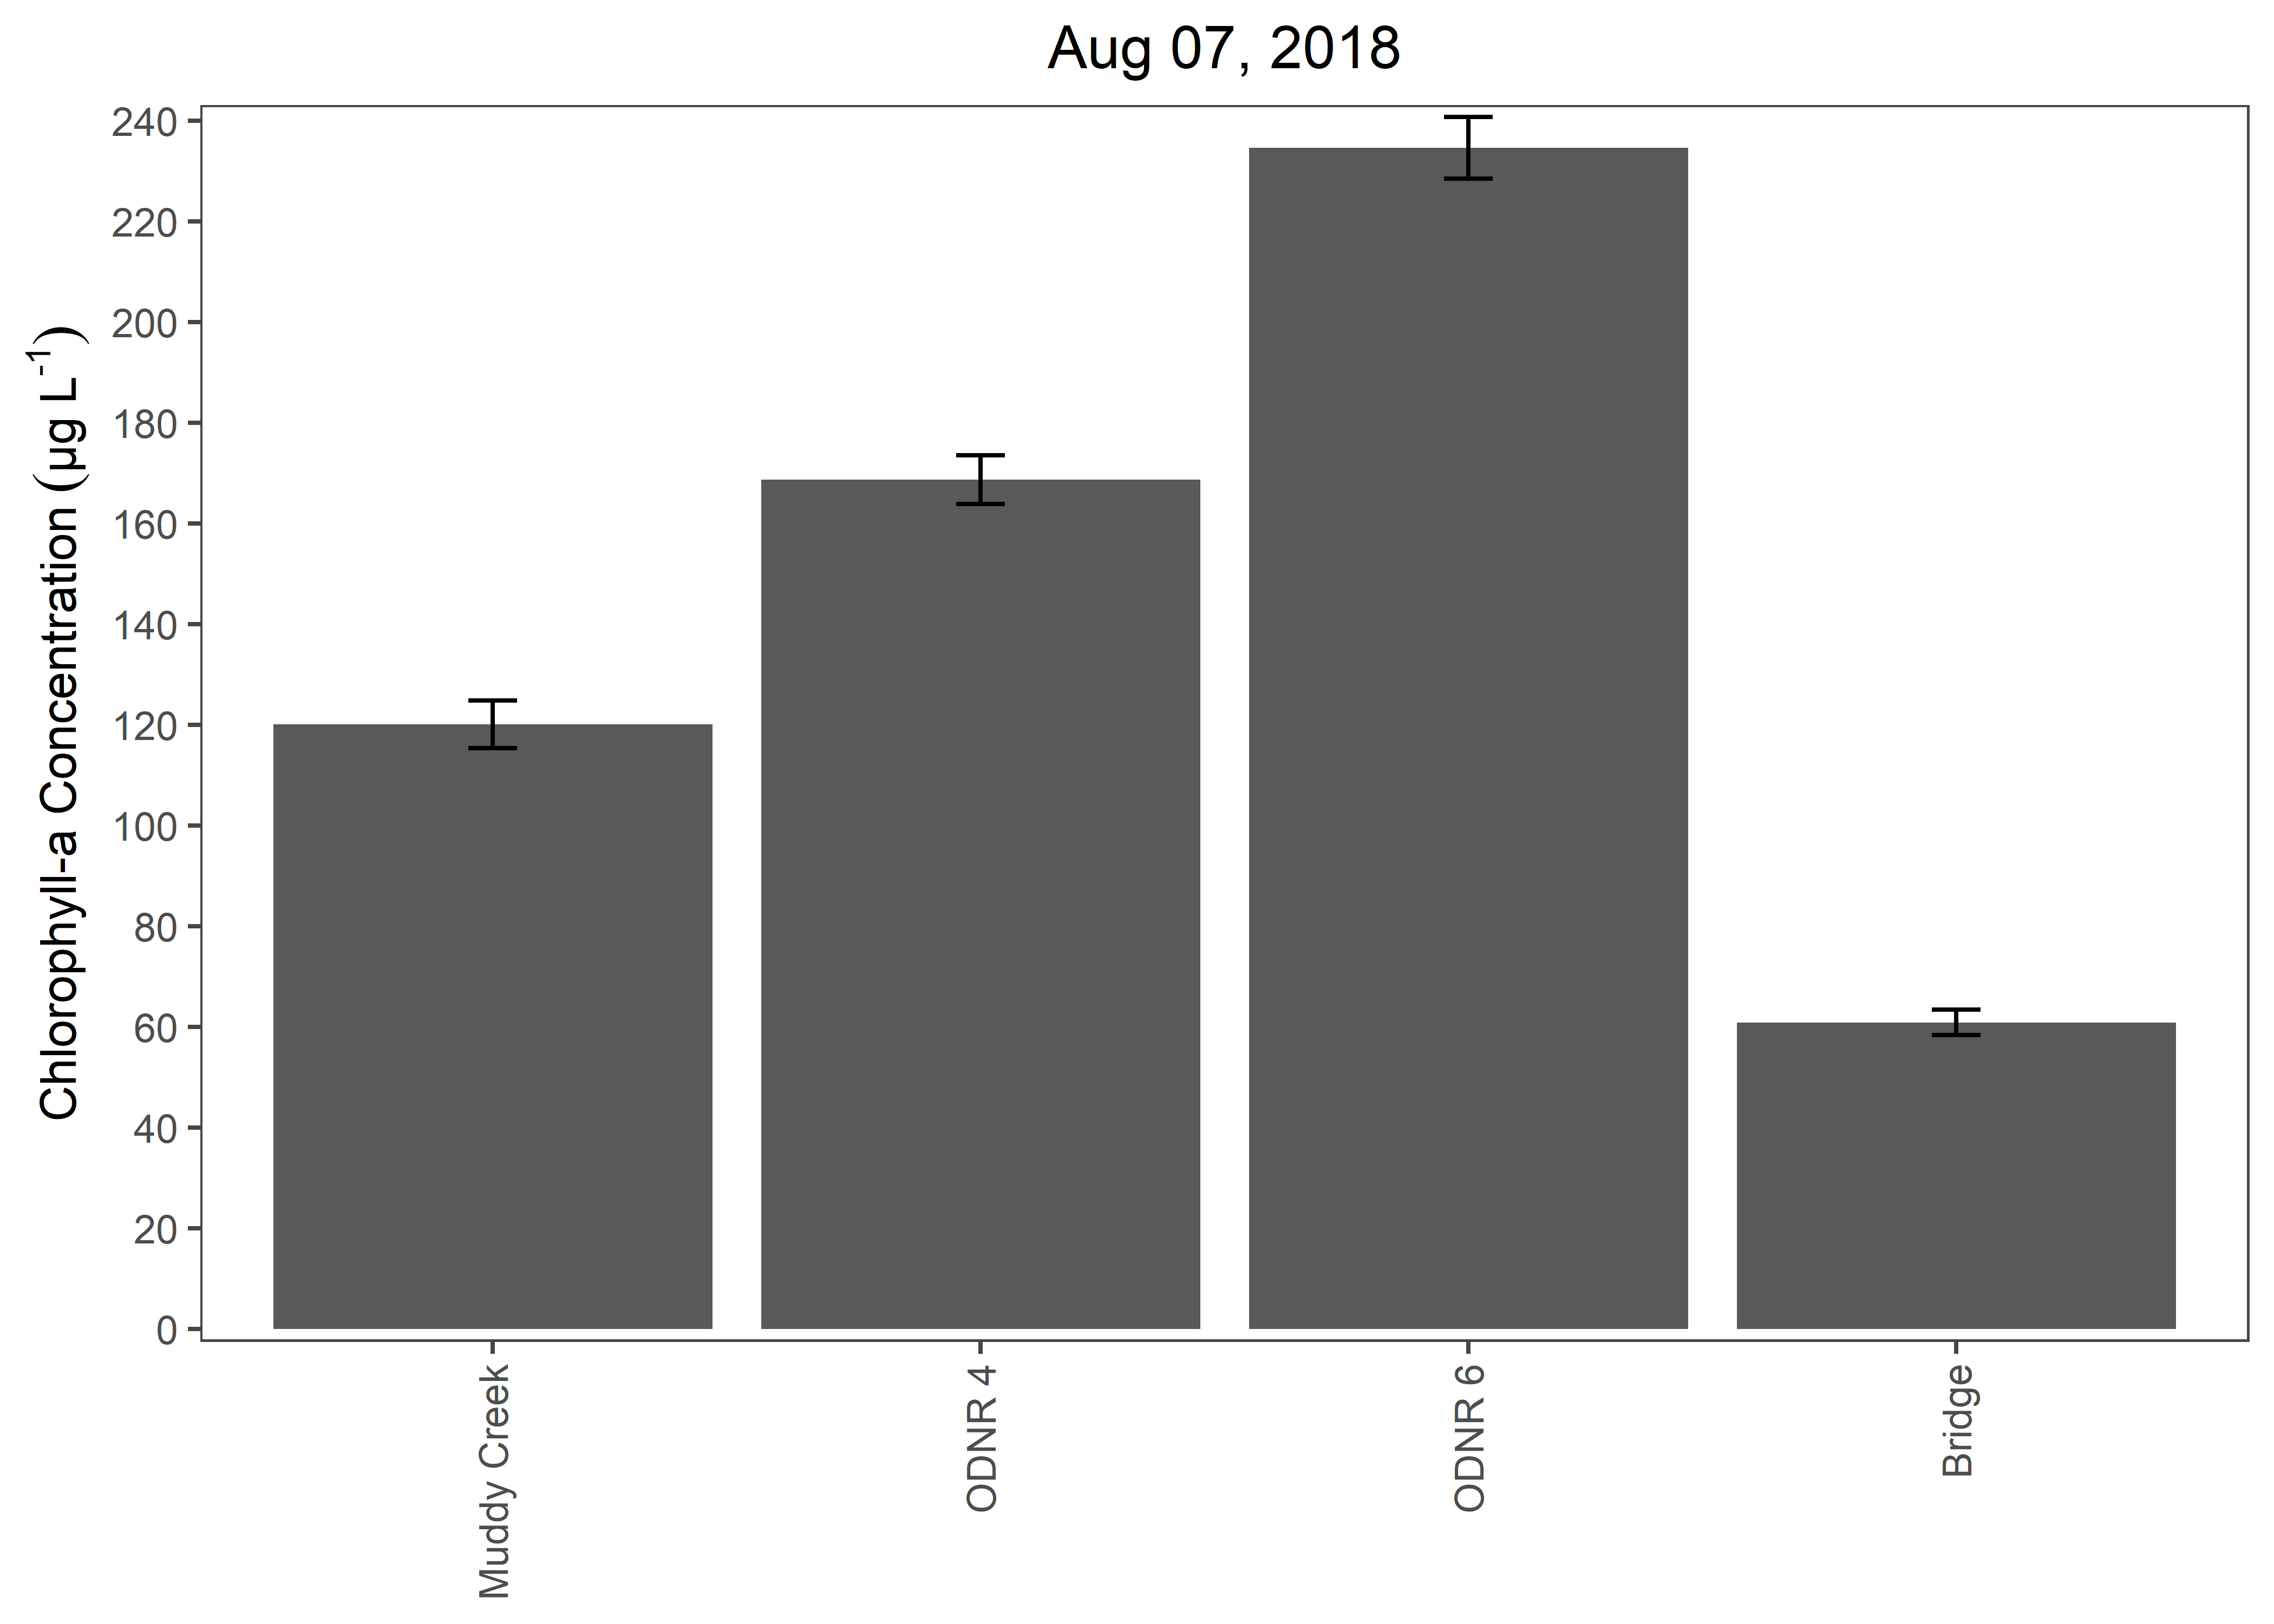 Aug 07, 2018
Chlorophyll-a Concentration (µg L⁻¹)
240
220
200
180
160
140
120
100
80
60
40
20
0
Muddy Creek
ODNR 4
ODNR 6
Bridge